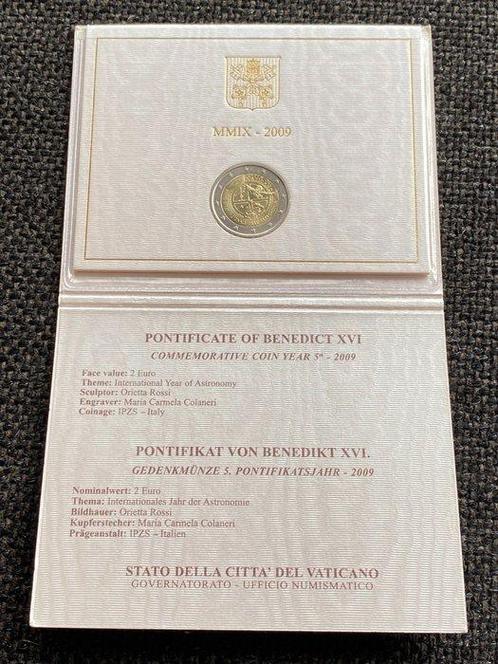 MMIX - 2009
PONTIFICATE OF BENEDICT XVI
COMMEMORATIVE COIN YEAR 5th - 2009
Face value: 2 Euro
Theme: International Year of Astronomy
Sculptor: Orietta Rossi
Engraver: Maria Carmela Colaneri
Coinage: IPZS - Italy
PONTIFIKAT VON BENEDIKT XVI.
GEDENKMÜNZE 5. PONTIFIKATSJAHR - 2009
Nominalwert: 2 Euro
Thema: Internationales Jahr der Astronomie
Bildhauer: Orietta Rossi
Kupferstecher: Maria Carmela Colaneri
Prägeanstalt: IPZS - Italien
STATO DELLA CITTA' DEL VATICANO
GOVERNATORATO - UFFICIO NUMISMATICO